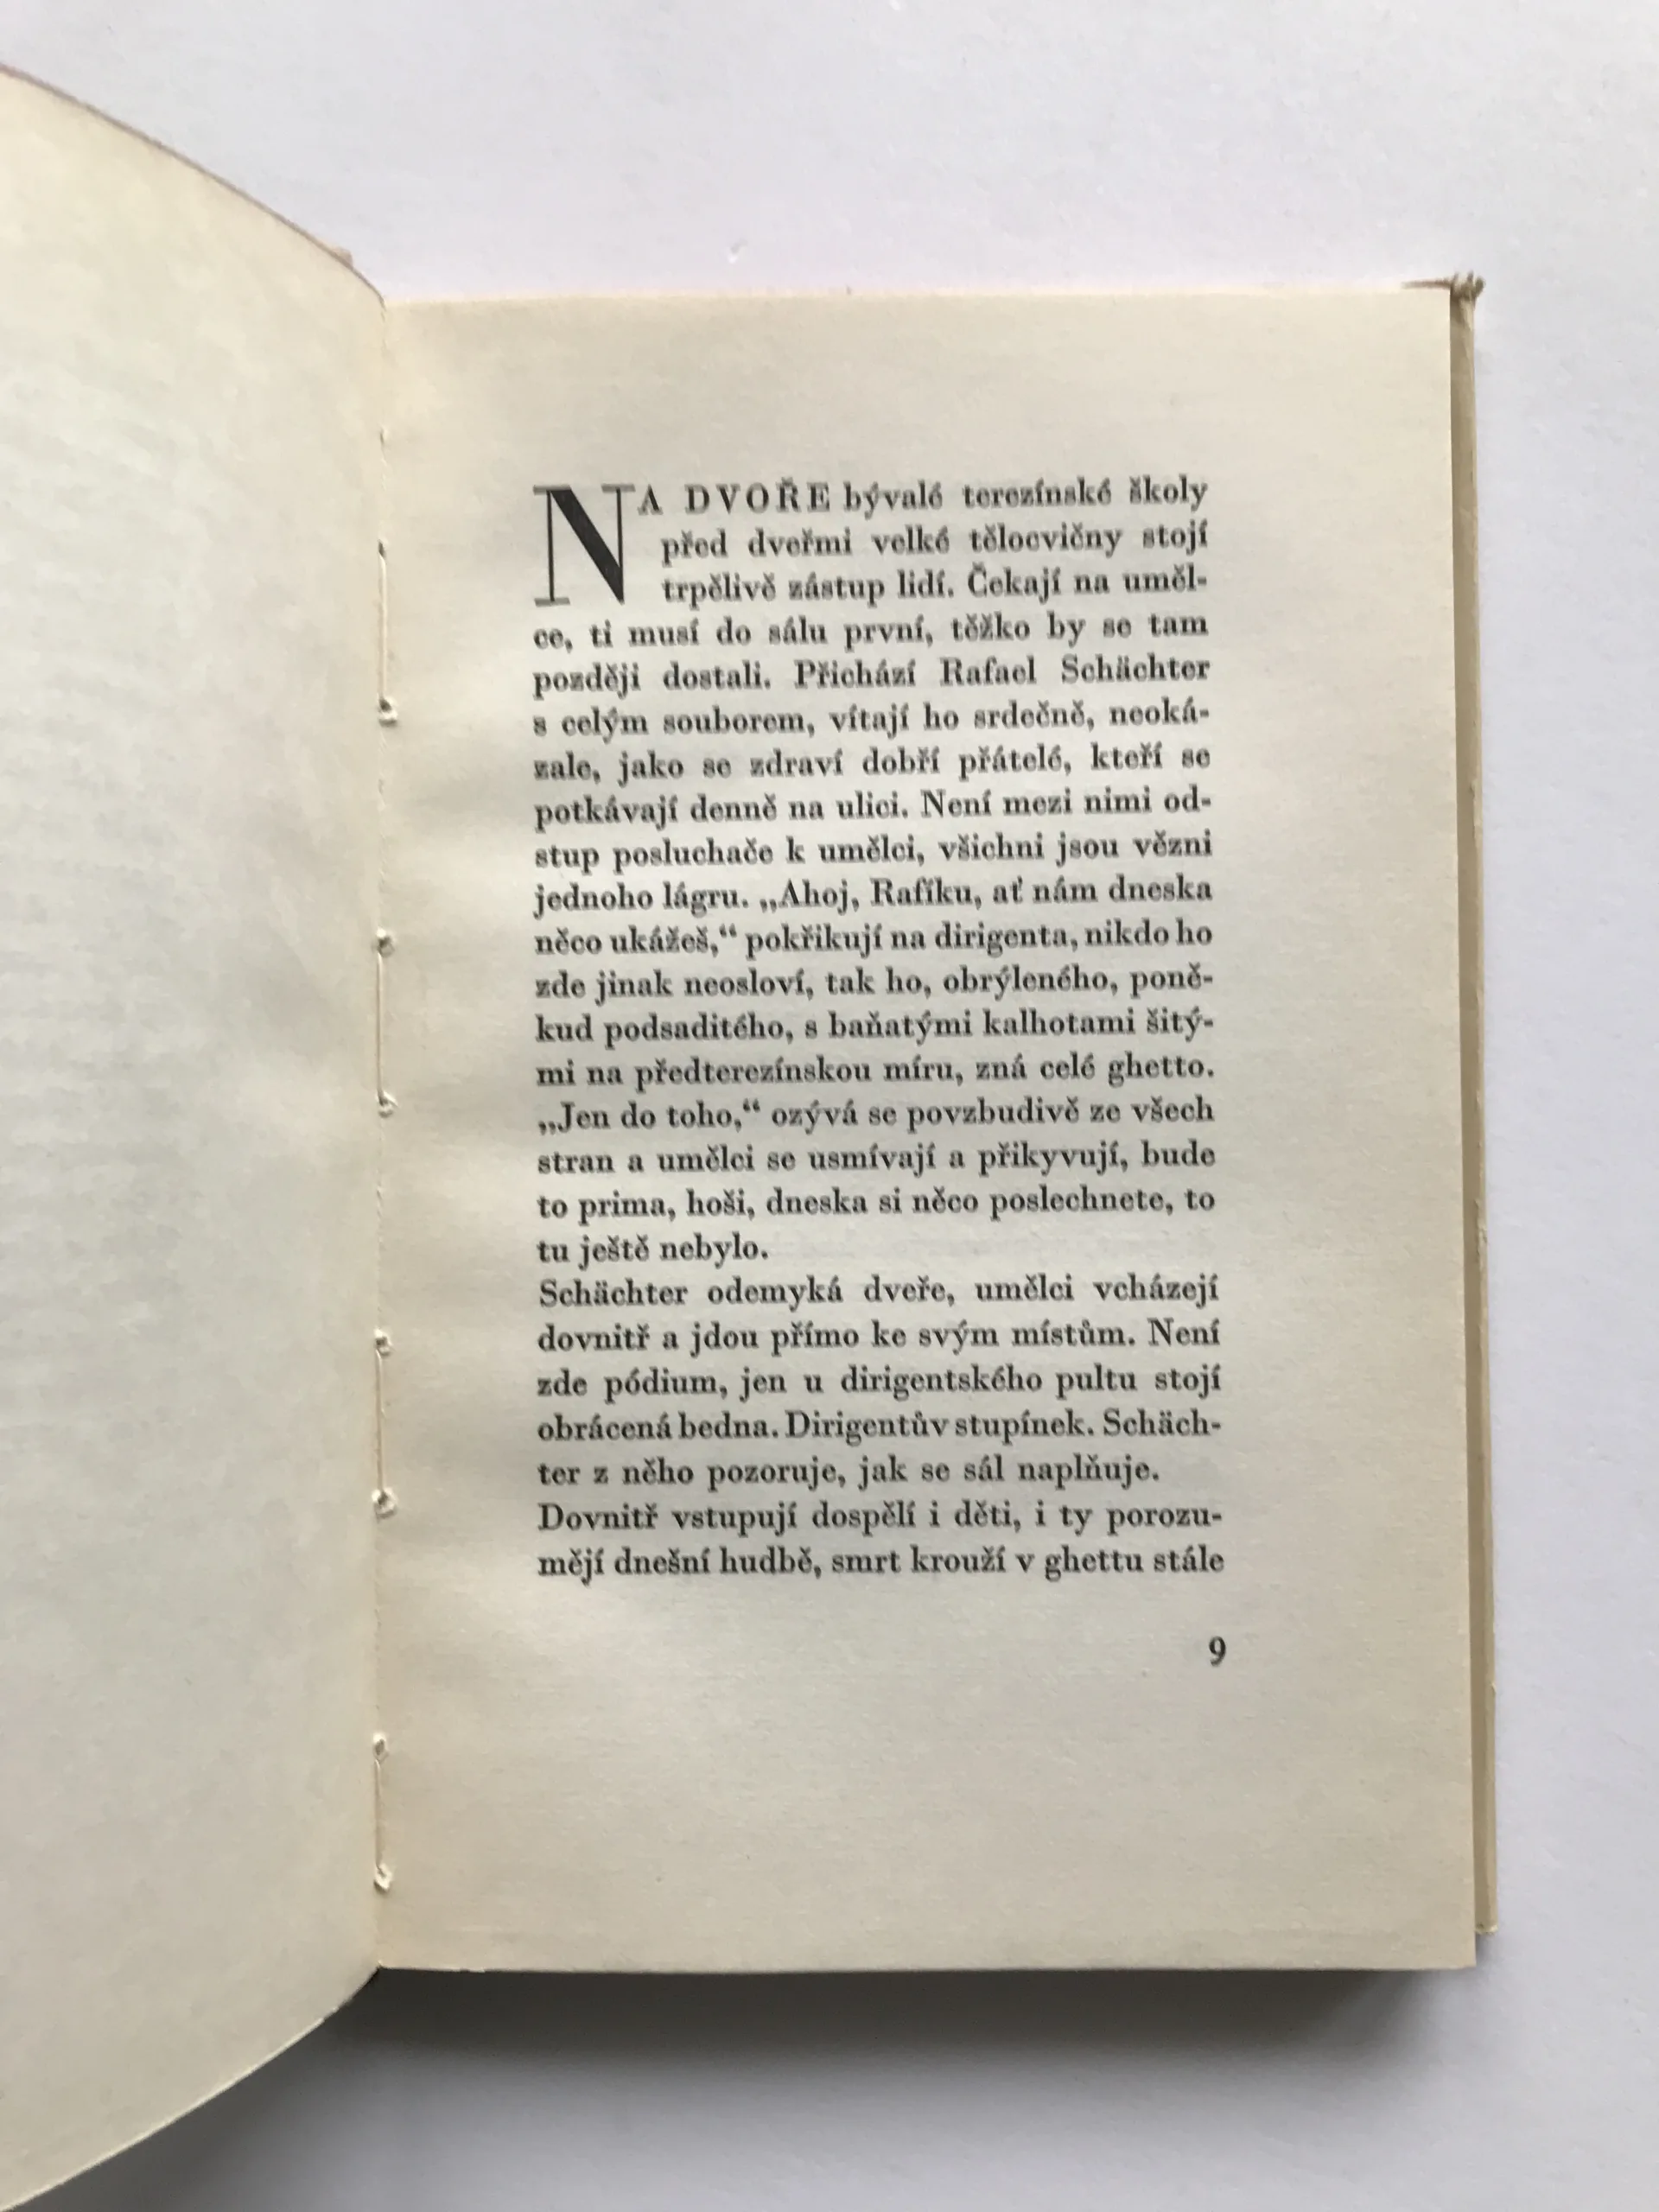 NA DVOŘE bývalé terezínské školy
před dveřmi velké tělocvičny stojí
trpělivě zástup lidí. Čekají na uměl-
ce, ti musí do sálu první, těžko by se tam
později dostali. Přichází Rafael Schächter
s celým souborem, vítají ho srdečně, neoká-
zale, jako se zdraví dobří přátelé, kteří se
potkávají denně na ulici. Není mezi nimi od-
stup posluchače k umělci, všichni jsou vězni
jednoho lágru. „Ahoj, Rafíku, ať nám dneska
něco ukážeš,“ pokřikují na dirigenta, nikdo ho
zde jinak neosloví, tak ho, obrýleného, poně-
kud podsaditého, s baňatými kalhotami šitý-
mi na předterezínskou míru, zná celé ghetto.
„Jen do toho,“ ozývá se povzbudivě ze všech
stran a umělci se usmívají a přikyvují, bude
to prima, hoši, dneska si něco poslechnete, to
tu ještě nebylo.
Schächter odemyká dveře, umělci vcházejí
dovnitř a jdou přímo ke svým místům. Není
zde pódium, jen u dirigentského pultu stojí
obrácená bedna. Dirigentův stupínek. Schäch-
ter z něho pozoruje, jak se sál naplňuje.
Dovnitř vstupují dospělí i děti, i ty porozu-
mějí dnešní hudbě, smrt krouží v ghettu stále
9